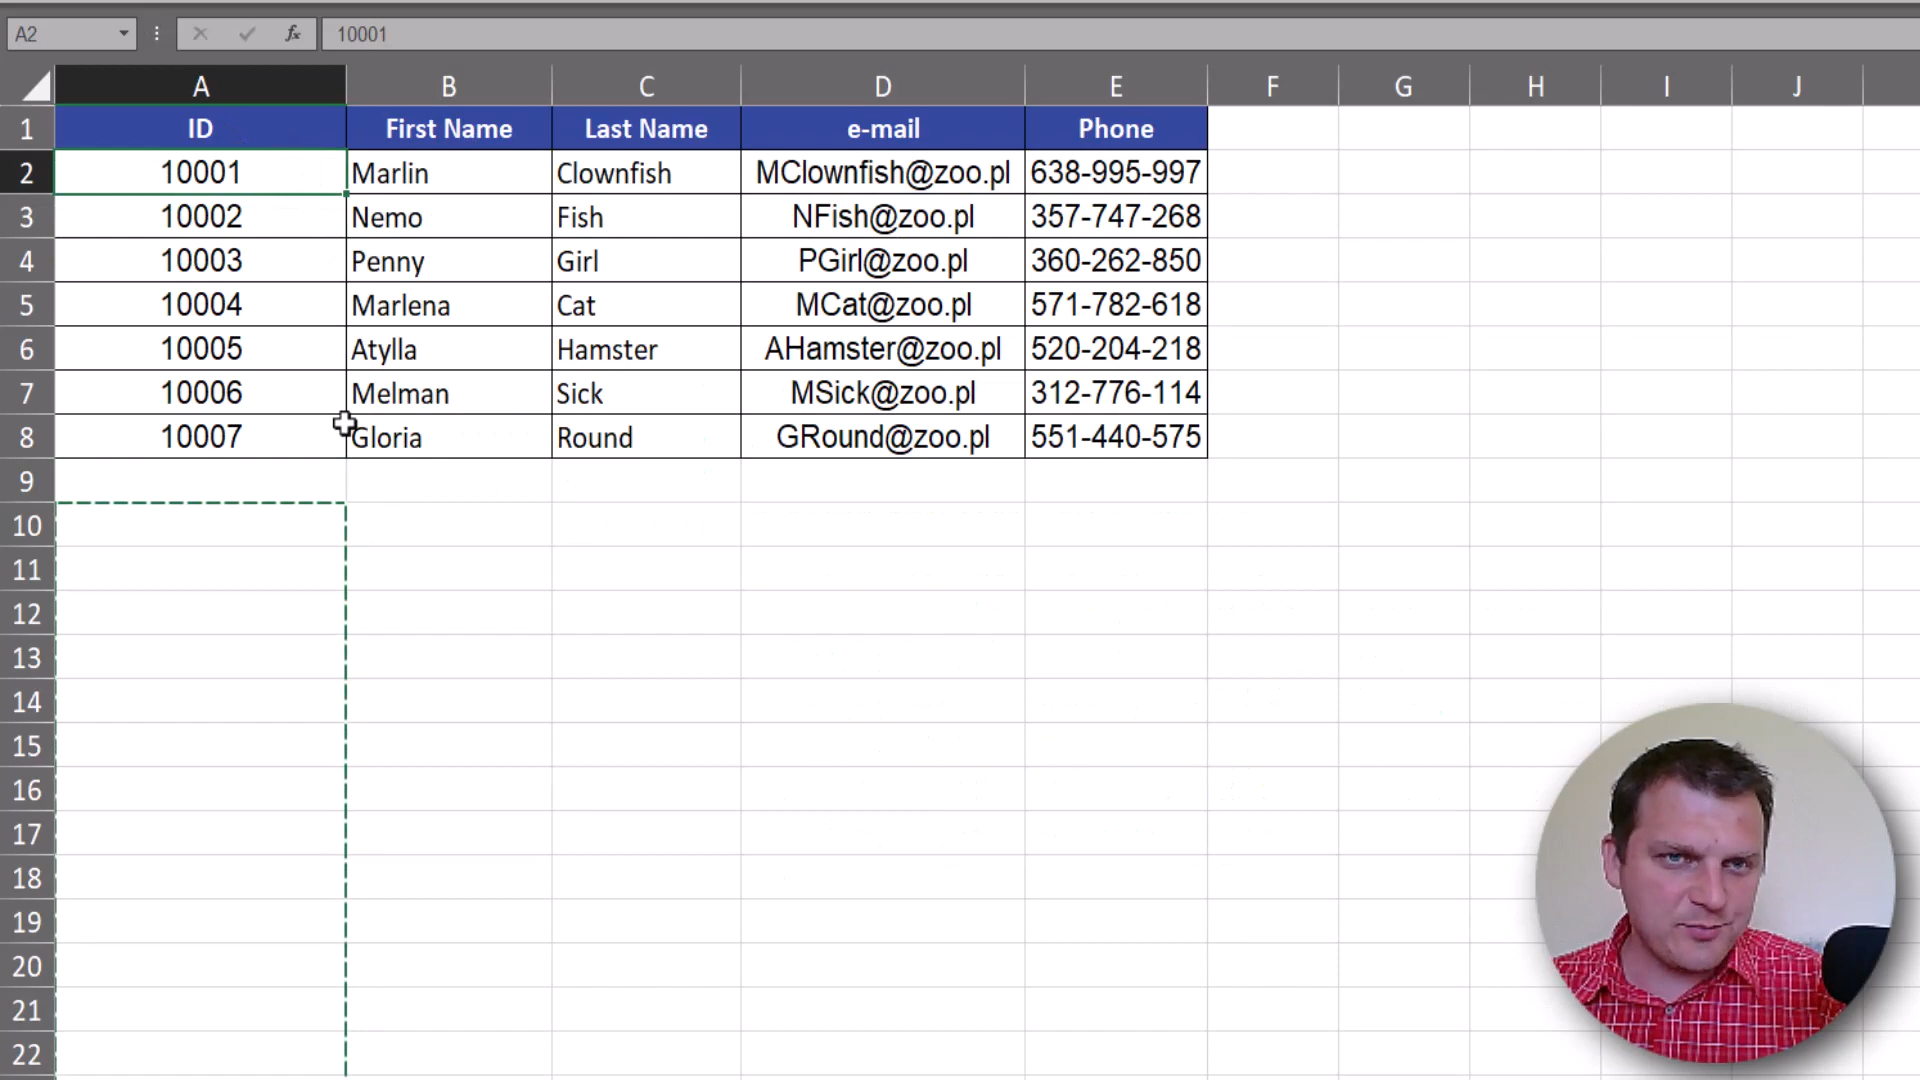 A2 fx 10001
A B C D E F G H I J
1 ID First Name Last Name e-mail Phone
2 10001 Marlin Clownfish MClownfish@zoo.pl 638-995-997
3 10002 Nemo Fish NFish@zoo.pl 357-747-268
4 10003 Penny Girl PGirl@zoo.pl 360-262-850
5 10004 Marlena Cat MCat@zoo.pl 571-782-618
6 10005 Atylla Hamster AHamster@zoo.pl 520-204-218
7 10006 Melman Sick MSick@zoo.pl 312-776-114
8 10007 Gloria Round GRound@zoo.pl 551-440-575
9
10
11
12
13
14
15
16
17
18
19
20
21
22